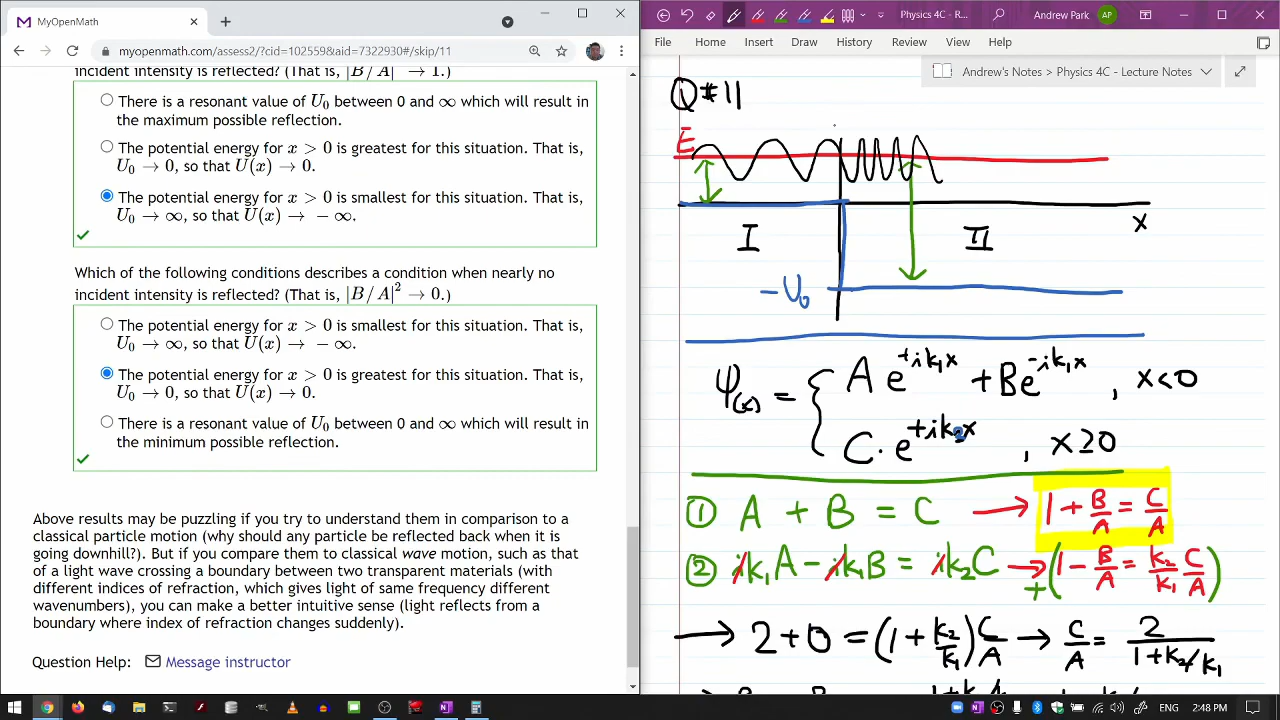 MyOpenMath
myopenmath.com/assess2/?cid=102559&aid=7322930#/skip/11
incident intensity is reflected? (That is, |B/A|² → 1.)
There is a resonant value of U₀ between 0 and ∞ which will result in
the maximum possible reflection.
The potential energy for x > 0 is greatest for this situation. That is,
U₀ → 0, so that U(x) → 0.
The potential energy for x > 0 is smallest for this situation. That is,
U₀ → ∞, so that U(x) → − ∞.
Which of the following conditions describes a condition when nearly no
incident intensity is reflected? (That is, |B/A|² → 0.)
The potential energy for x > 0 is smallest for this situation. That is,
U₀ → ∞, so that U(x) → − ∞.
The potential energy for x > 0 is greatest for this situation. That is,
U₀ → 0, so that U(x) → 0.
There is a resonant value of U₀ between 0 and ∞ which will result in
the minimum possible reflection.
Above results may be puzzling if you try to understand them in comparison to a
classical particle motion (why should any particle be reflected back when it is
going downhill?). But if you compare them to classical wave motion, such as that
of a light wave crossing a boundary between two transparent materials (with
different indices of refraction, which gives light of same frequency different
wavenumbers), you can make a better intuitive sense (light reflects from a
boundary where index of refraction changes suddenly).
Question Help: Message instructor
Physics 4C - R... Andrew Park AP
File Home Insert Draw History Review View Help
Andrew's Notes > Physics 4C - Lecture Notes
Q#11
E
I II x
-U₀
ψ(x) = { A e^(+ik₁x) + B e^(-ik₁x) , x<0
C · e^(+ik₂x) , x≥0
① A + B = C → 1 + B/A = C/A
② ik₁A - ik₁B = ik₂C → +(1 - B/A = k₂/k₁ C/A)
→ 2+0 = (1+ k₂/k₁) C/A → C/A = 2/(1+k₂/k₁)
ENG 2:48 PM